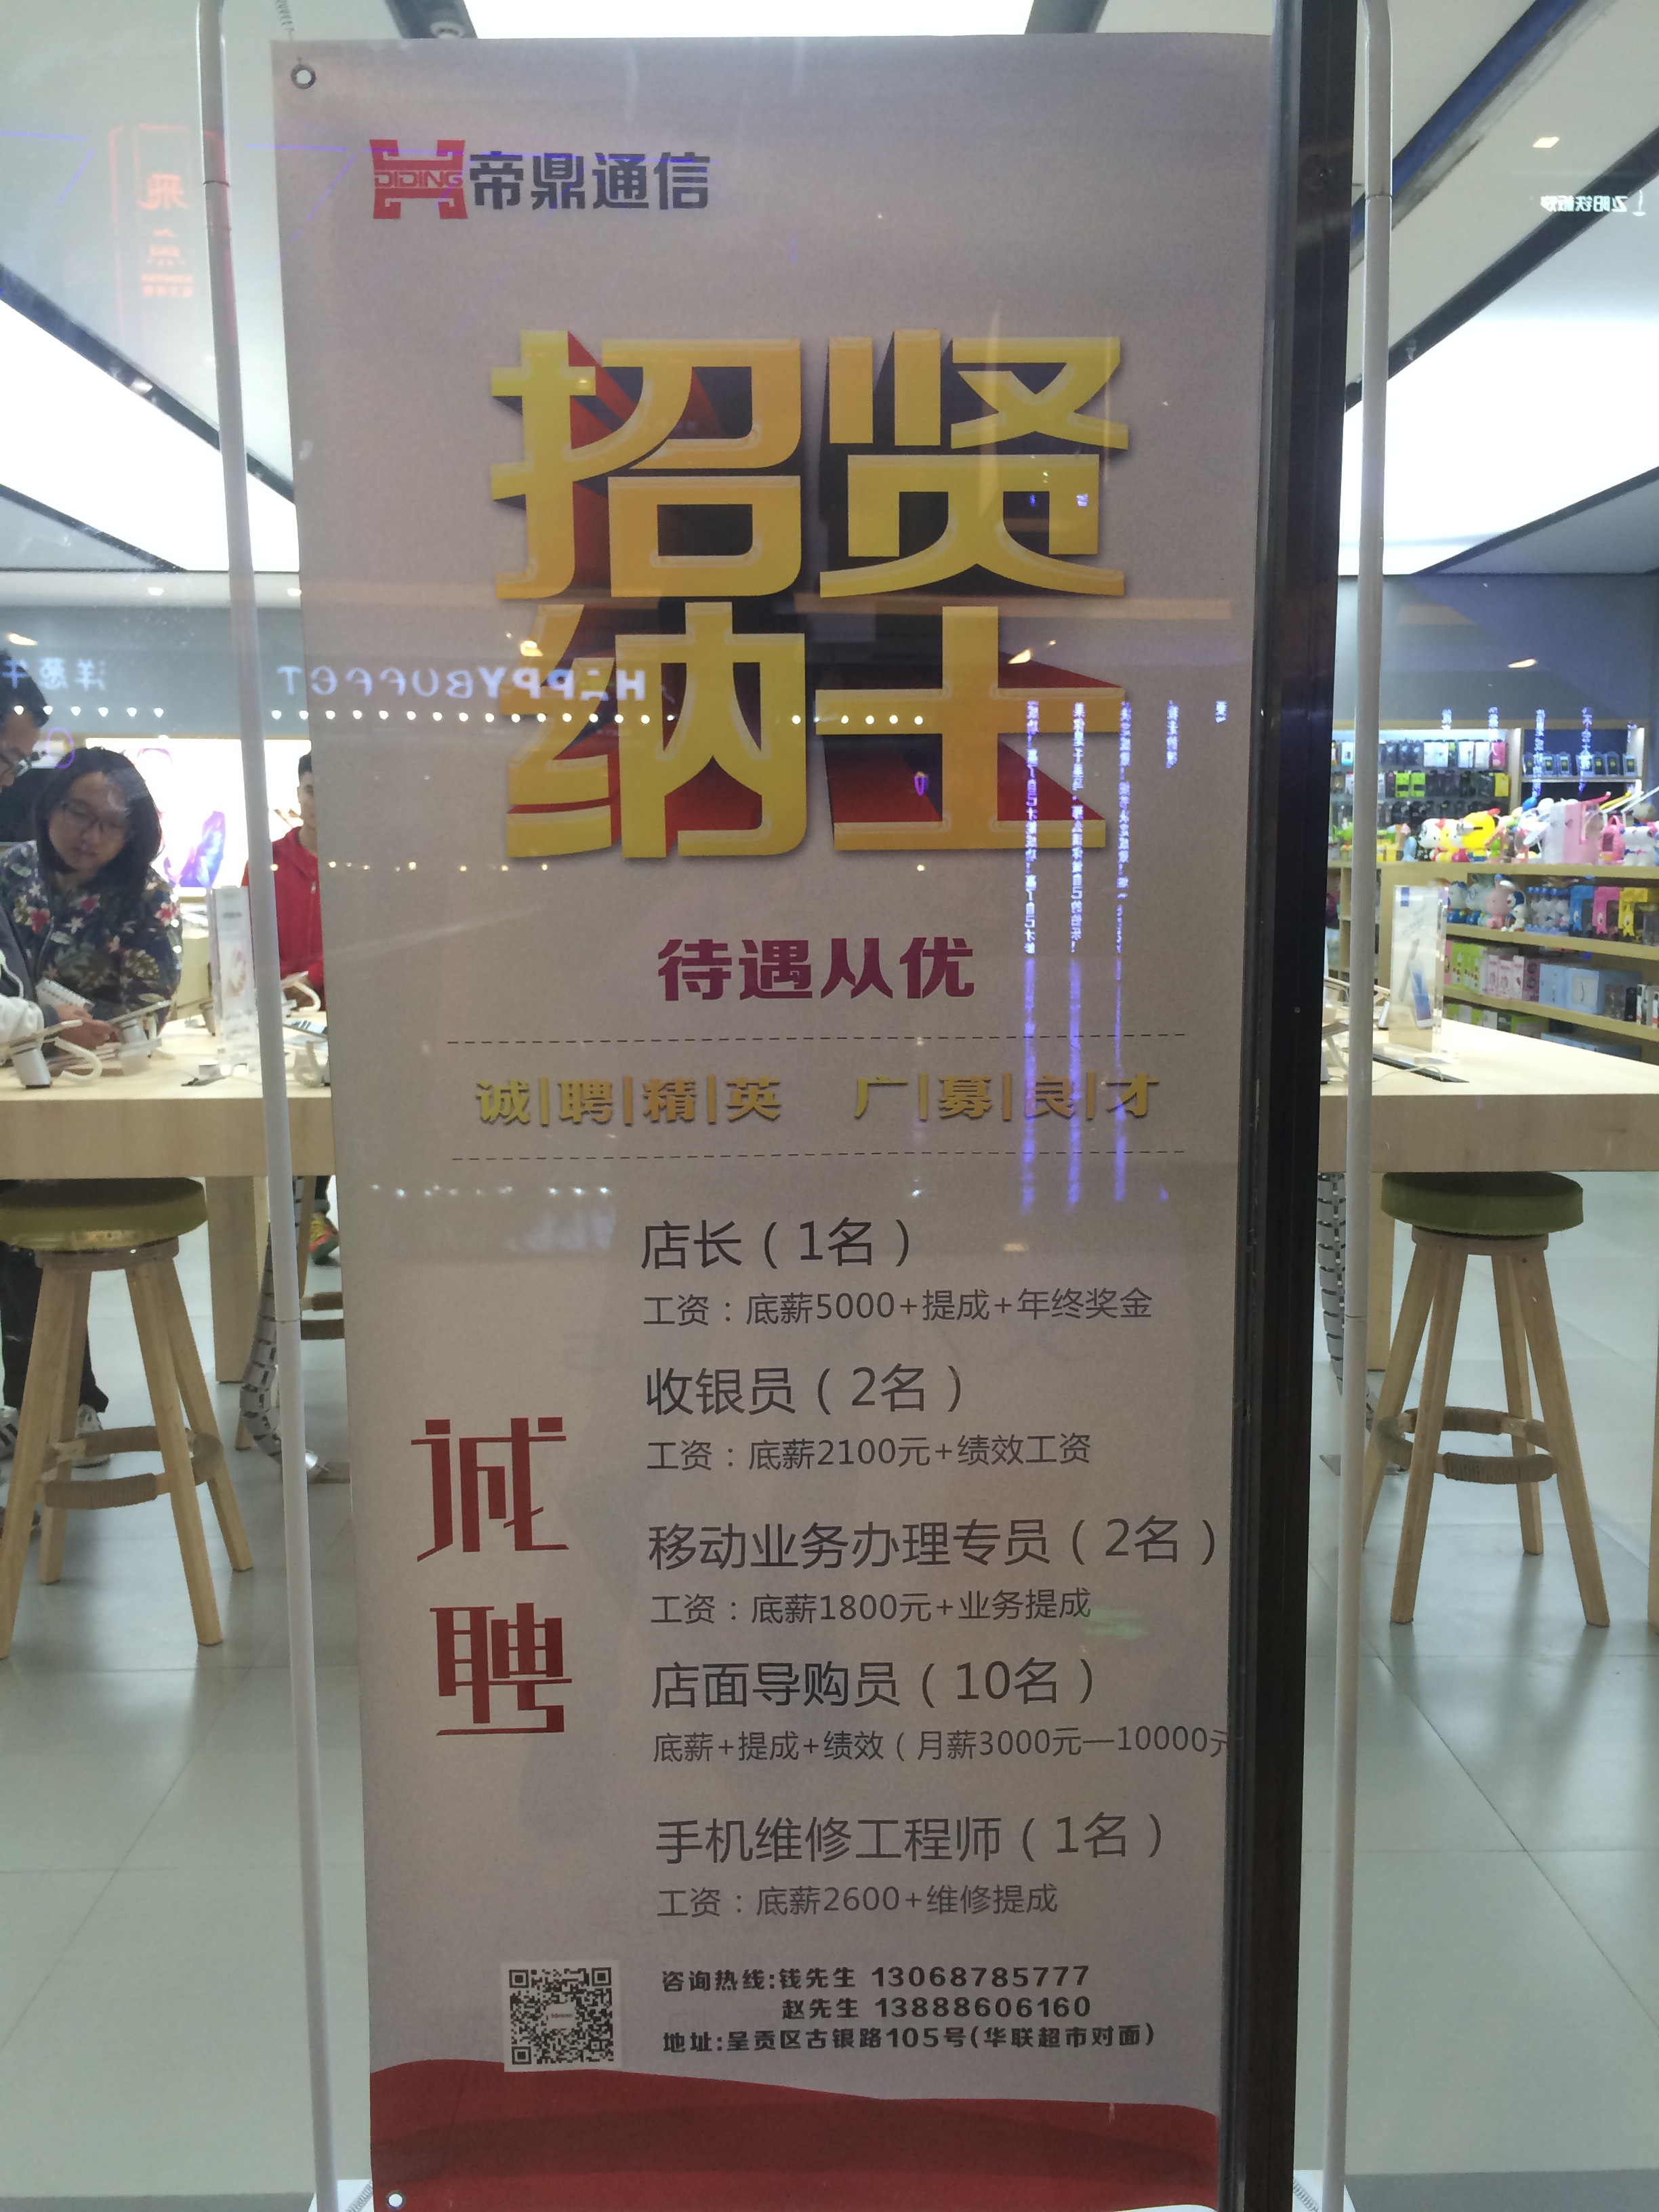 DIDING 帝鼎通信
招贤
纳士
HAPPYBUFFET
待遇从优
诚|聘|精|英 广|募|良|才
诚聘
店长（1名）
工资：底薪5000+提成+年终奖金
收银员（2名）
工资：底薪2100元+绩效工资
移动业务办理专员（2名）
工资：底薪1800元+业务提成
店面导购员（10名）
底薪+提成+绩效（月薪3000元—10000元
手机维修工程师（1名）
工资：底薪2600+维修提成
咨询热线:钱先生 13068785777
赵先生 13888606160
地址:呈贡区古银路105号(华联超市对面)